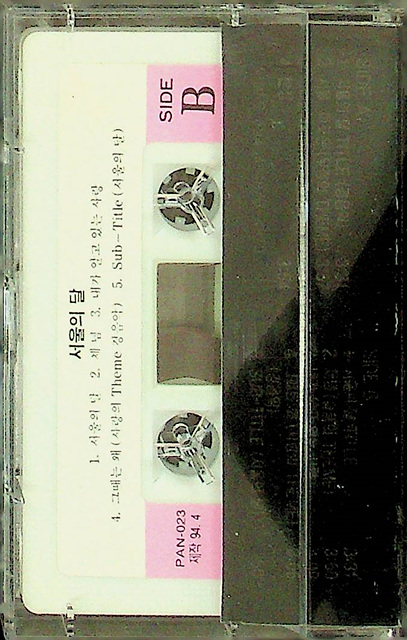 SIDE
B
서울의 달
1. 서울의 달 2. 체 념 3. 내가 알고 있는 사랑
4. 그때는 왜 (사랑의 Theme 경음악) 5. Sub-Title (서울의 달)
PAN-023
제작 94. 4